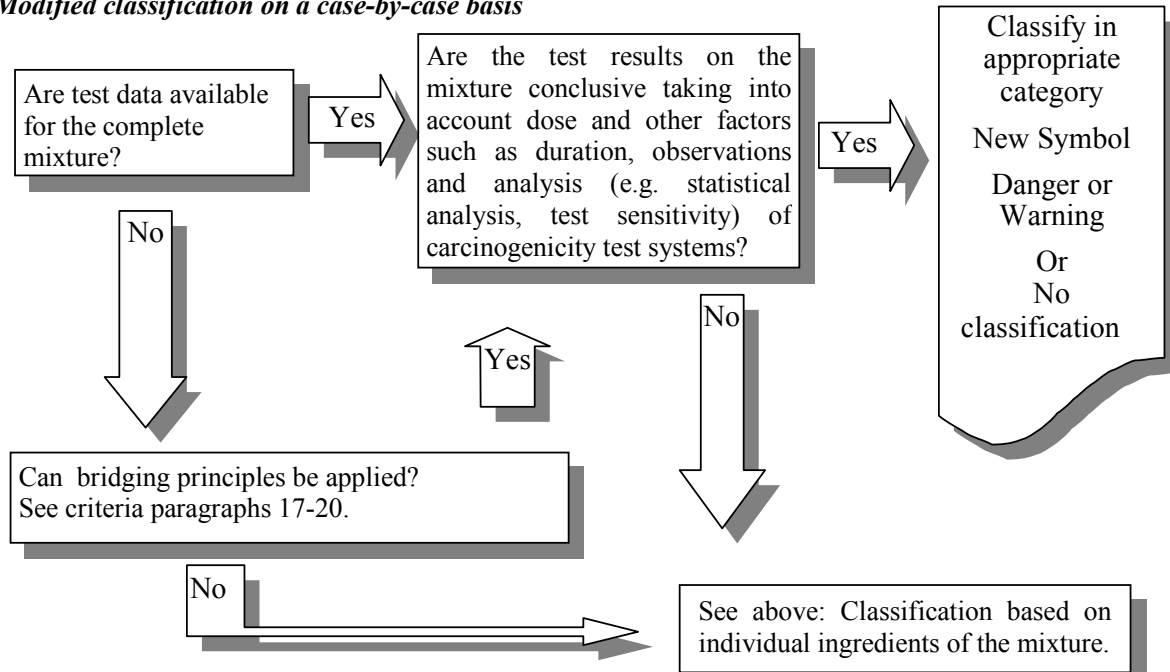 Modified classification on a case-by-case basis
Are test data available
for the complete
mixture?
Yes
Are the test results on the
mixture conclusive taking into
account dose and other factors
such as duration, observations
and analysis (e.g. statistical
analysis, test sensitivity) of
carcinogenicity test systems?
Yes
Classify in
appropriate
category
New Symbol
Danger or
Warning
Or
No
classification
No
No
Yes
Can bridging principles be applied?
See criteria paragraphs 17-20.
No
See above: Classification based on
individual ingredients of the mixture.